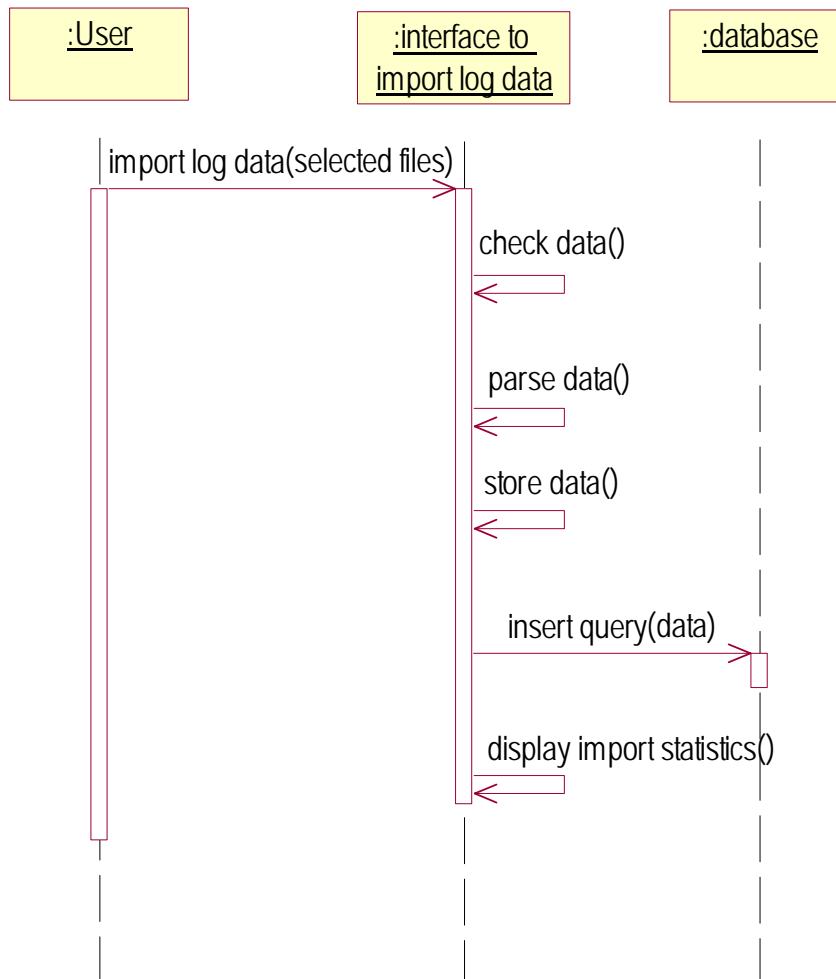 :User
:interface to
import log data
:database
import log data(selected files)
check data()
parse data()
store data()
insert query(data)
display import statistics()